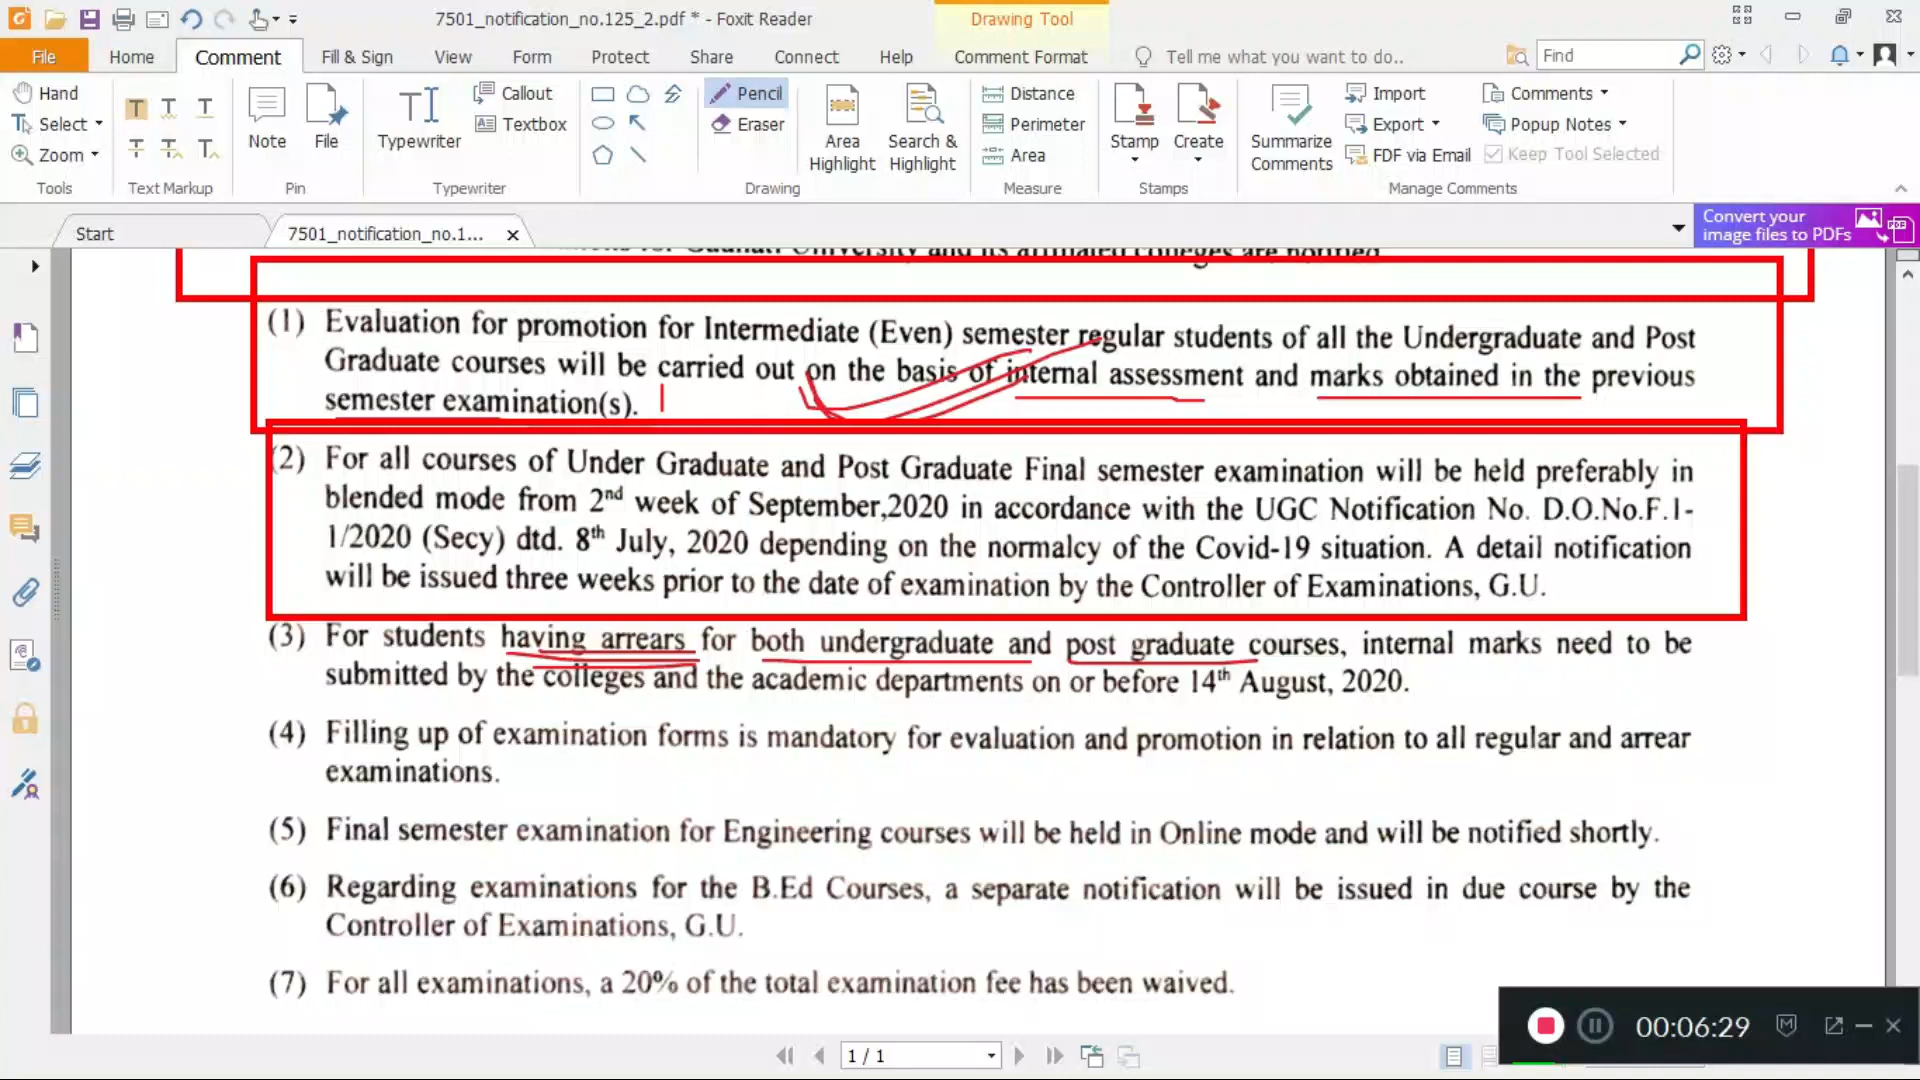 7501_notification_no.125_2.pdf * - Foxit Reader
Drawing Tool
File Home Comment Fill & Sign View Form Protect Share Connect Help Comment Format Tell me what you want to do.. Find
Hand
Select
Zoom
Tools
Text Markup
Note
File
Pin
Typewriter
Callout
Textbox
Typewriter
Pencil
Eraser
Drawing
Area Highlight
Search & Highlight
Distance
Perimeter
Area
Measure
Stamp
Create
Stamps
Summarize Comments
Import
Export
FDF via Email
Comments
Popup Notes
Keep Tool Selected
Manage Comments
Start
7501_notification_no.1...
Convert your
image files to PDFs
University and its affiliated colleges are notified
(1) Evaluation for promotion for Intermediate (Even) semester regular students of all the Undergraduate and Post
Graduate courses will be carried out on the basis of internal assessment and marks obtained in the previous
semester examination(s).
(2) For all courses of Under Graduate and Post Graduate Final semester examination will be held preferably in
blended mode from 2nd week of September,2020 in accordance with the UGC Notification No. D.O.No.F.1-
1/2020 (Secy) dtd. 8th July, 2020 depending on the normalcy of the Covid-19 situation. A detail notification
will be issued three weeks prior to the date of examination by the Controller of Examinations, G.U.
(3) For students having arrears for both undergraduate and post graduate courses, internal marks need to be
submitted by the colleges and the academic departments on or before 14th August, 2020.
(4) Filling up of examination forms is mandatory for evaluation and promotion in relation to all regular and arrear
examinations.
(5) Final semester examination for Engineering courses will be held in Online mode and will be notified shortly.
(6) Regarding examinations for the B.Ed Courses, a separate notification will be issued in due course by the
Controller of Examinations, G.U.
(7) For all examinations, a 20% of the total examination fee has been waived.
1 / 1
00:06:29